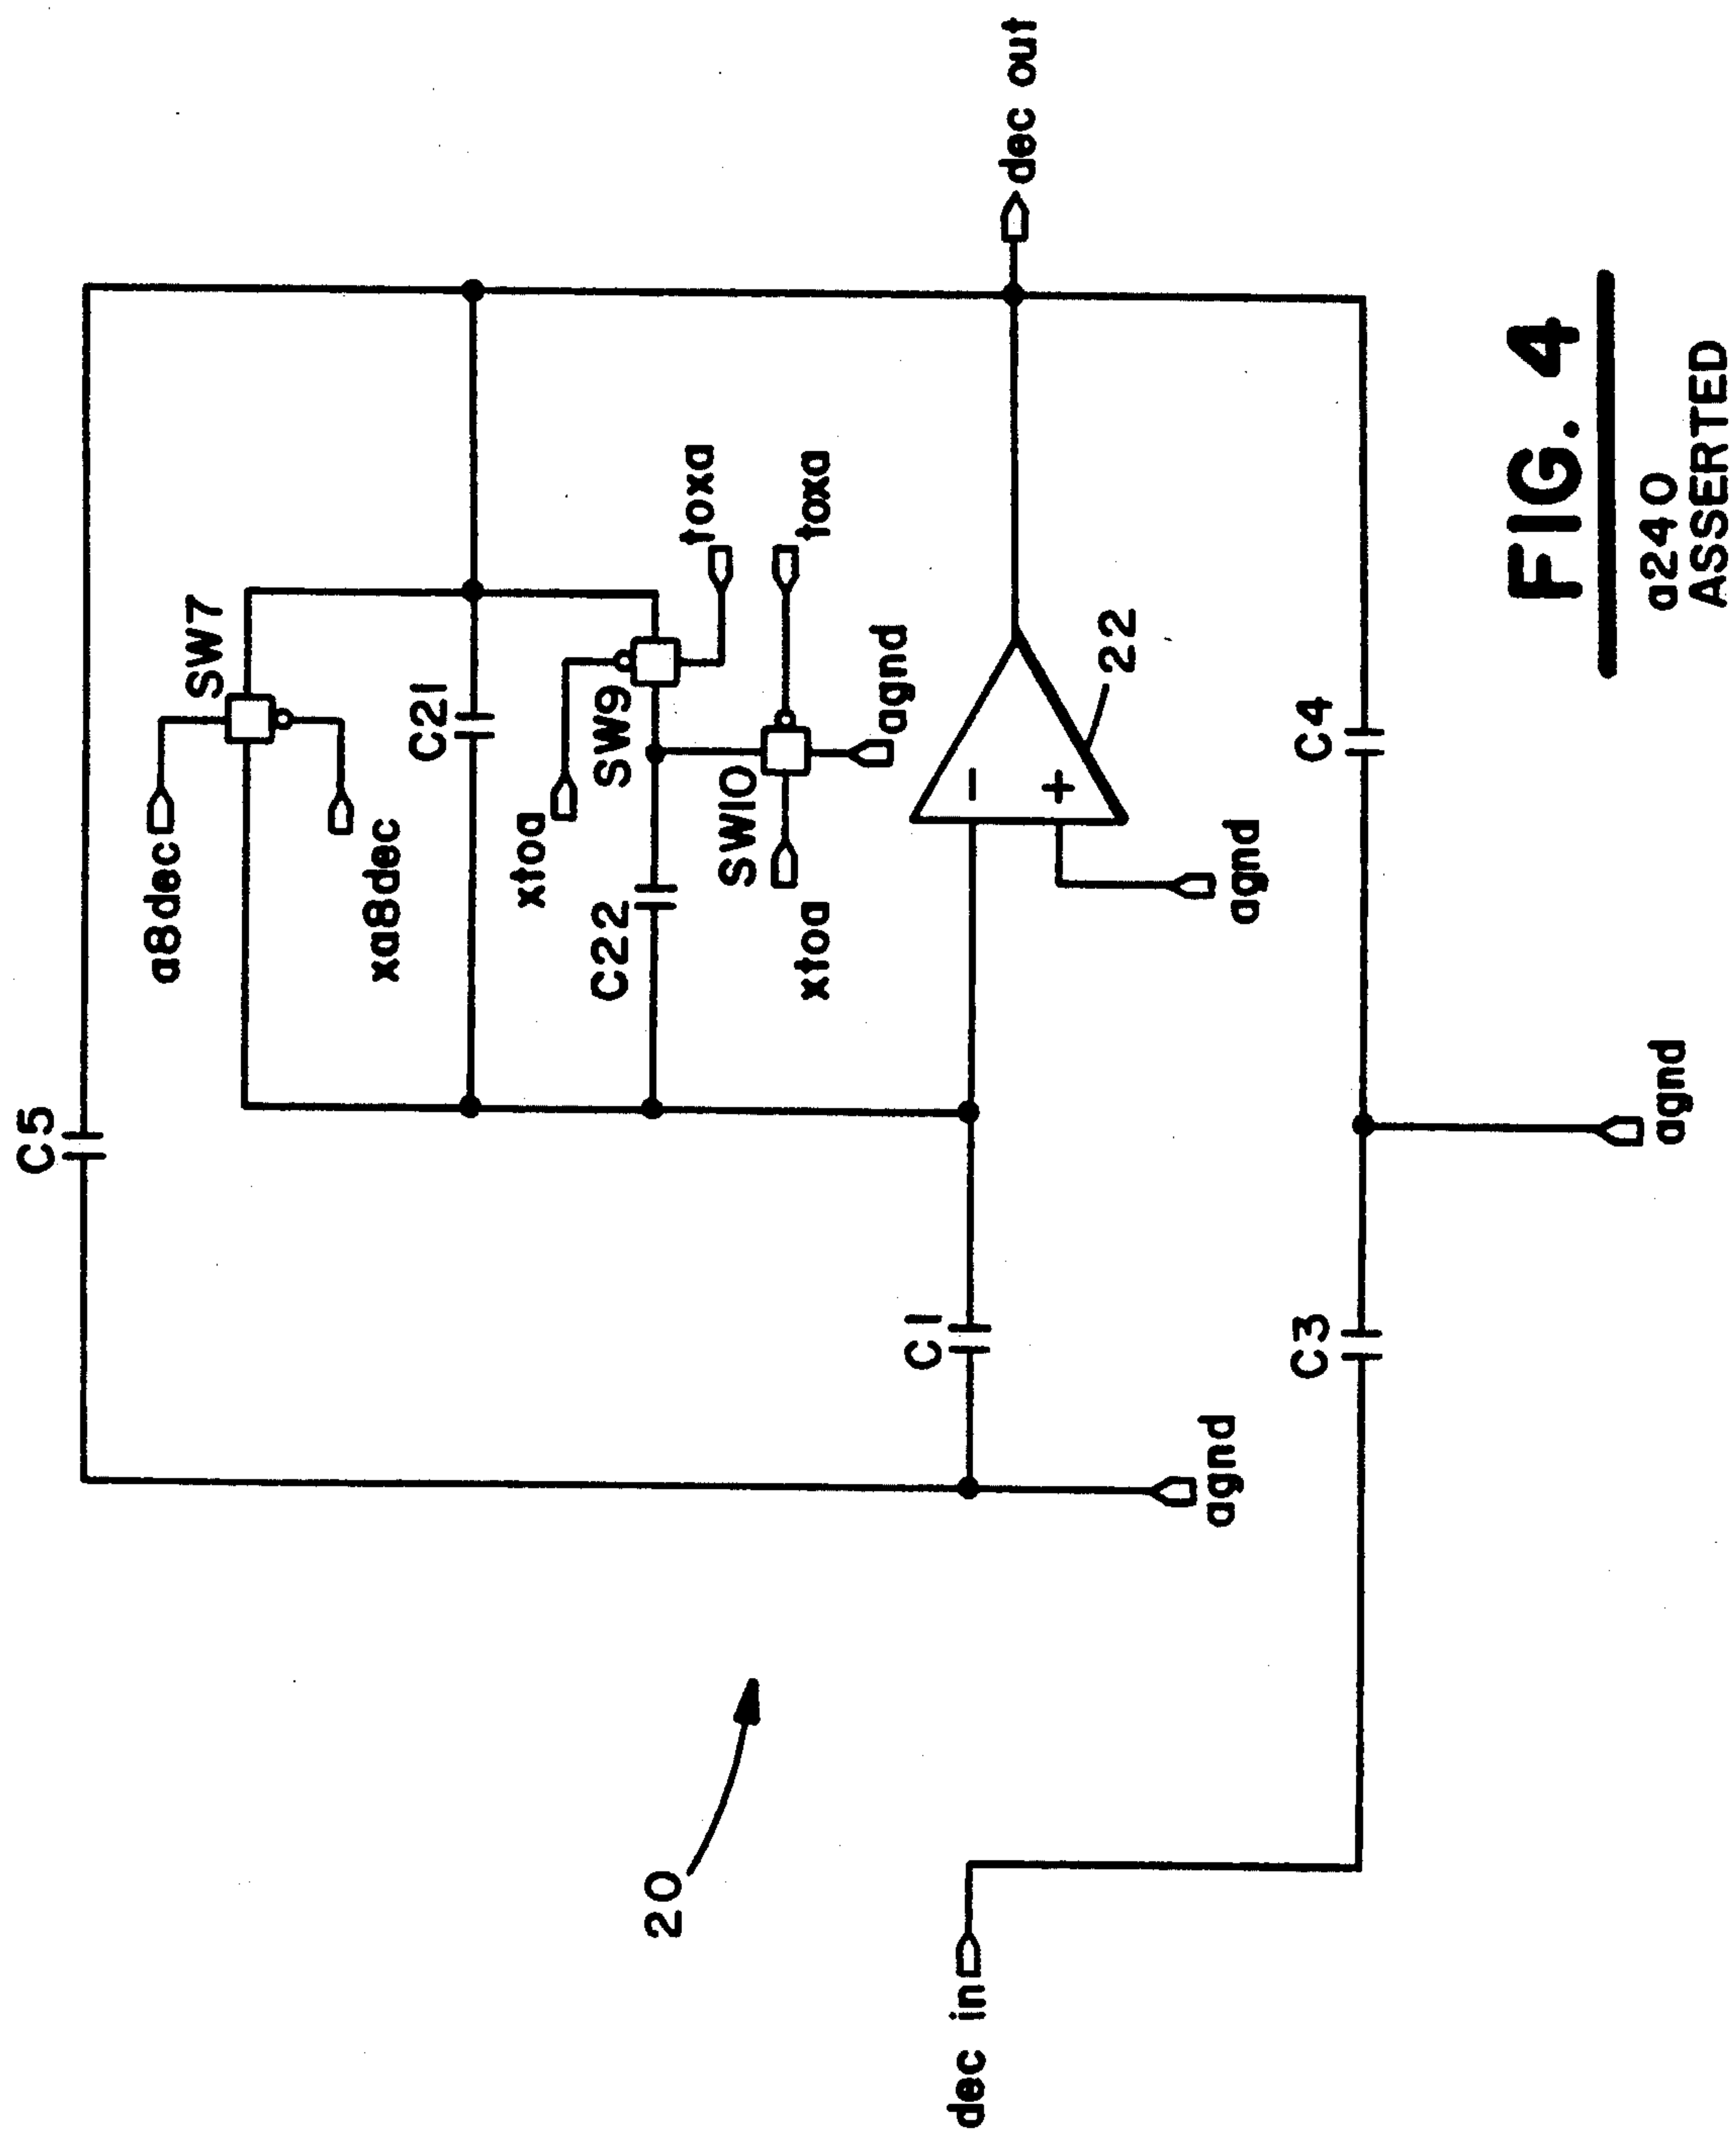 C5
SW7
a8dec
xa8dec
C21
xtoa
SW9
toxa
C22
SW10
toxa
xtoa
agnd
C1
22
agnd
agnd
dec out
20
dec in
C3
C4
agnd
FIG. 4
a240
ASSERTED